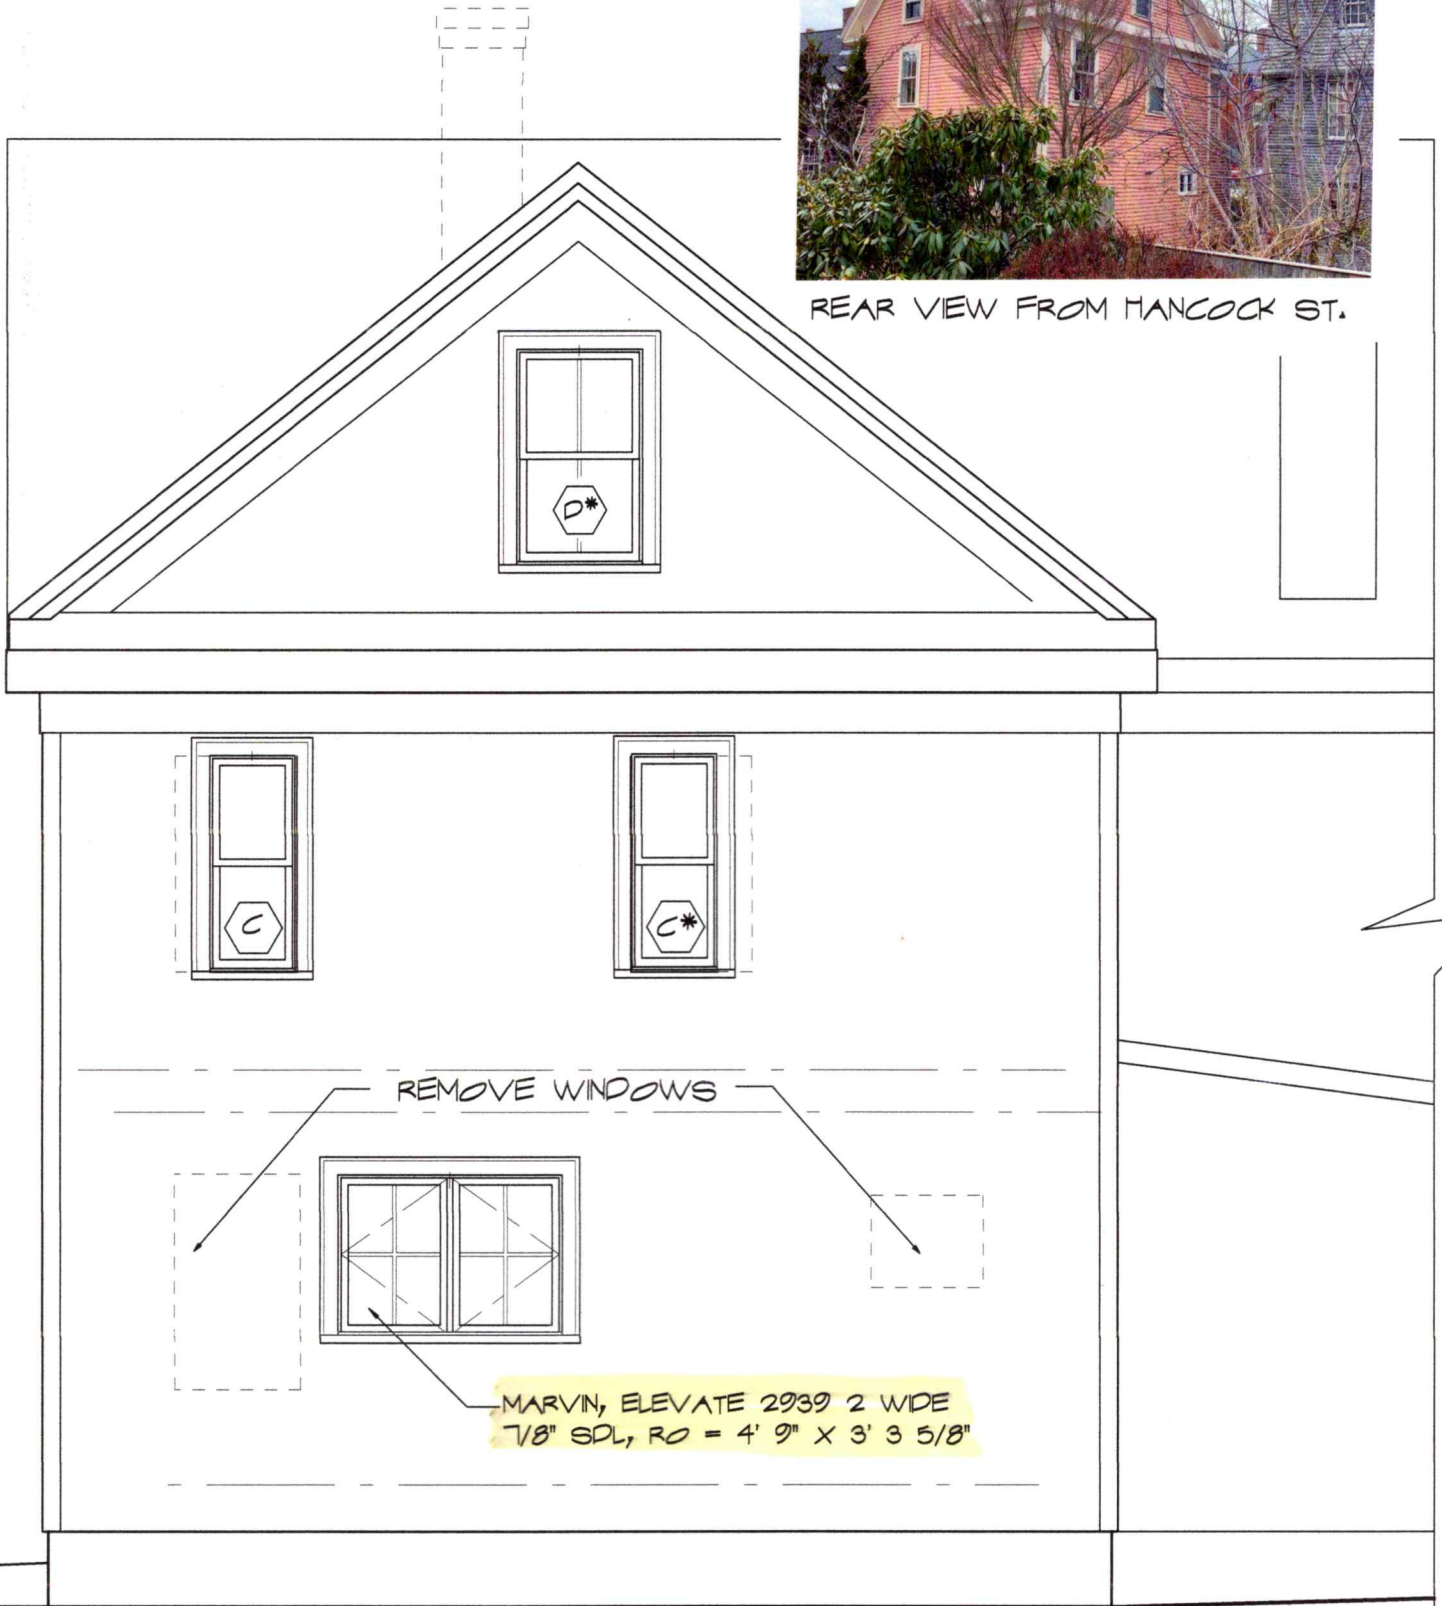 REAR VIEW FROM HANCOCK ST.
D*
C
C*
REMOVE WINDOWS
MARVIN, ELEVATE 2939 2 WIDE
7/8" SDL, RO = 4' 9" X 3' 3 5/8"